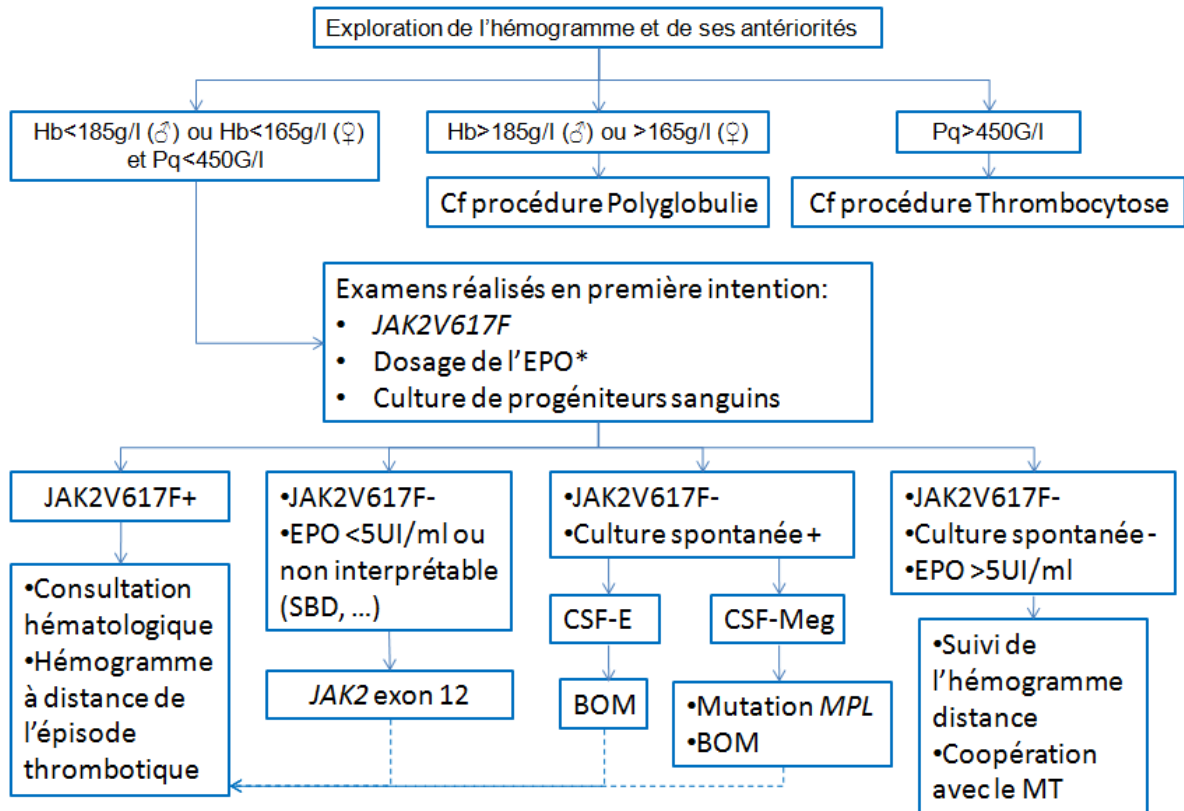 Exploration de l'hémogramme et de ses antériorités
Hb<185g/l (♂) ou Hb<165g/l (♀)
et Pq<450G/l
Hb>185g/l (♂) ou >165g/l (♀)
Pq>450G/l
Cf procédure Polyglobulie
Cf procédure Thrombocytose
Examens réalisés en première intention:
• JAK2V617F
• Dosage de l'EPO*
• Culture de progéniteurs sanguins
JAK2V617F+
•JAK2V617F-
•EPO <5UI/ml ou
non interprétable
(SBD, ...)
•JAK2V617F-
•Culture spontanée +
•JAK2V617F-
•Culture spontanée -
•EPO >5UI/ml
•Consultation
hématologique
•Hémogramme
à distance de
l'épisode
thrombotique
JAK2 exon 12
CSF-E
BOM
CSF-Meg
•Mutation MPL
•BOM
•Suivi de
l'hémogramme
distance
•Coopération
avec le MT